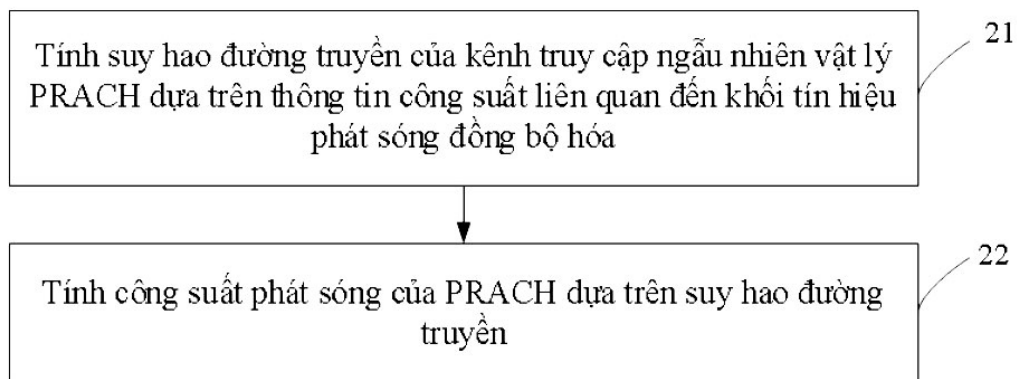 21
Tính suy hao đường truyền của kênh truy cập ngẫu nhiên vật lý
PRACH dựa trên thông tin công suất liên quan đến khối tín hiệu
phát sóng đồng bộ hóa
22
Tính công suất phát sóng của PRACH dựa trên suy hao đường
truyền